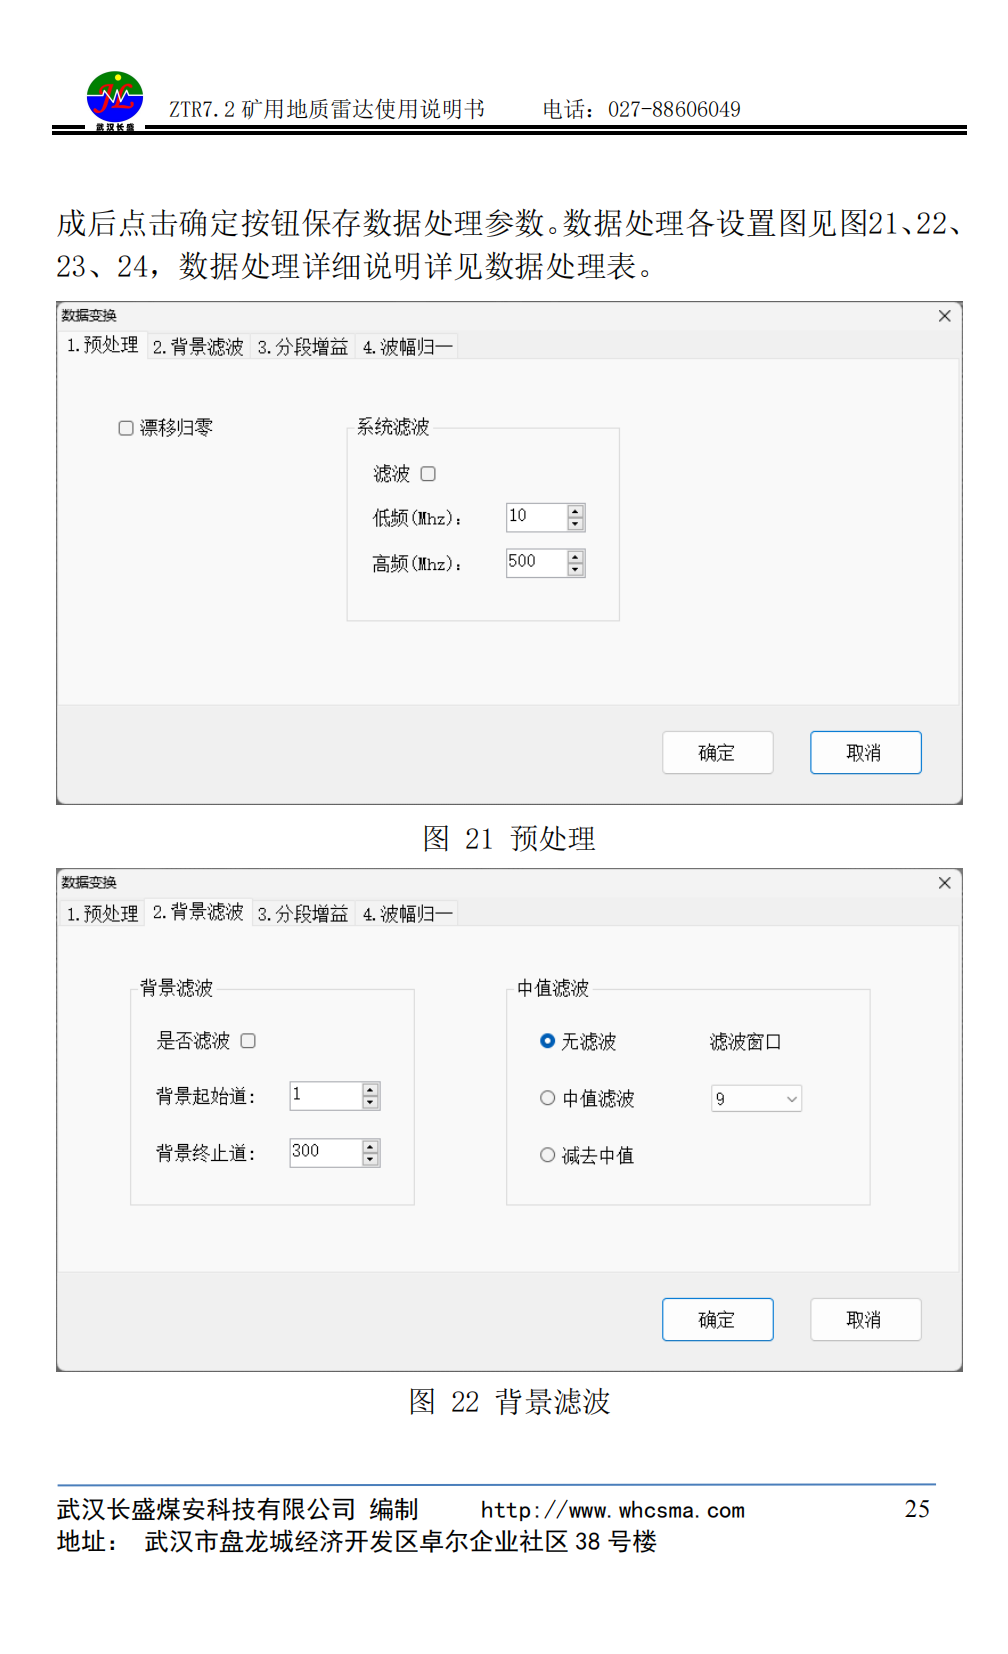 武汉长盛
ZTR7.2 矿用地质雷达使用说明书 电话：027-88606049
成后点击确定按钮保存数据处理参数。数据处理各设置图见图21、22、
23、24，数据处理详细说明详见数据处理表。
数据变换
1.预处理 2.背景滤波 3.分段增益 4.波幅归一
漂移归零 系统滤波
滤波
低频(Mhz): 10
高频(Mhz): 500
确定 取消
图 21 预处理
数据变换
1.预处理 2.背景滤波 3.分段增益 4.波幅归一
背景滤波 中值滤波
是否滤波 无滤波 滤波窗口
背景起始道: 1 中值滤波 9
背景终止道: 300 减去中值
确定 取消
图 22 背景滤波
武汉长盛煤安科技有限公司 编制 http://www.whcsma.com 25
地址： 武汉市盘龙城经济开发区卓尔企业社区 38 号楼